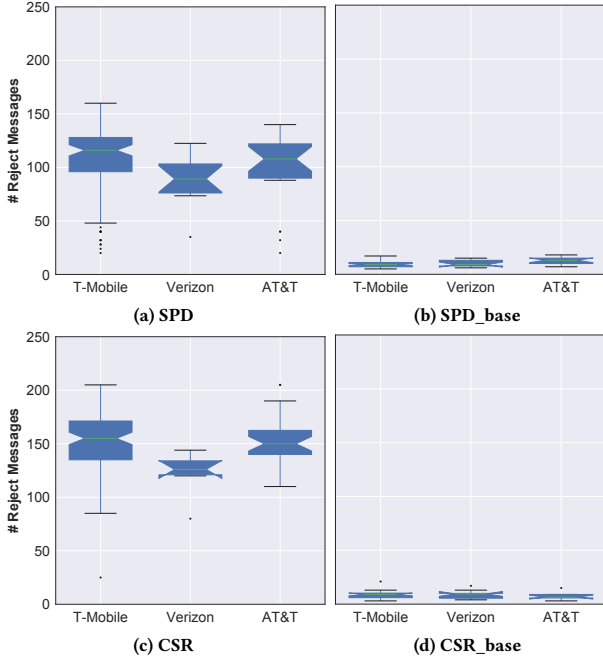 250
200
150
100
50
0
# Reject Messages
T-Mobile Verizon AT&T
T-Mobile Verizon AT&T
(a) SPD
(b) SPD_base
250
200
150
100
50
0
# Reject Messages
T-Mobile Verizon AT&T
T-Mobile Verizon AT&T
(c) CSR
(d) CSR_base